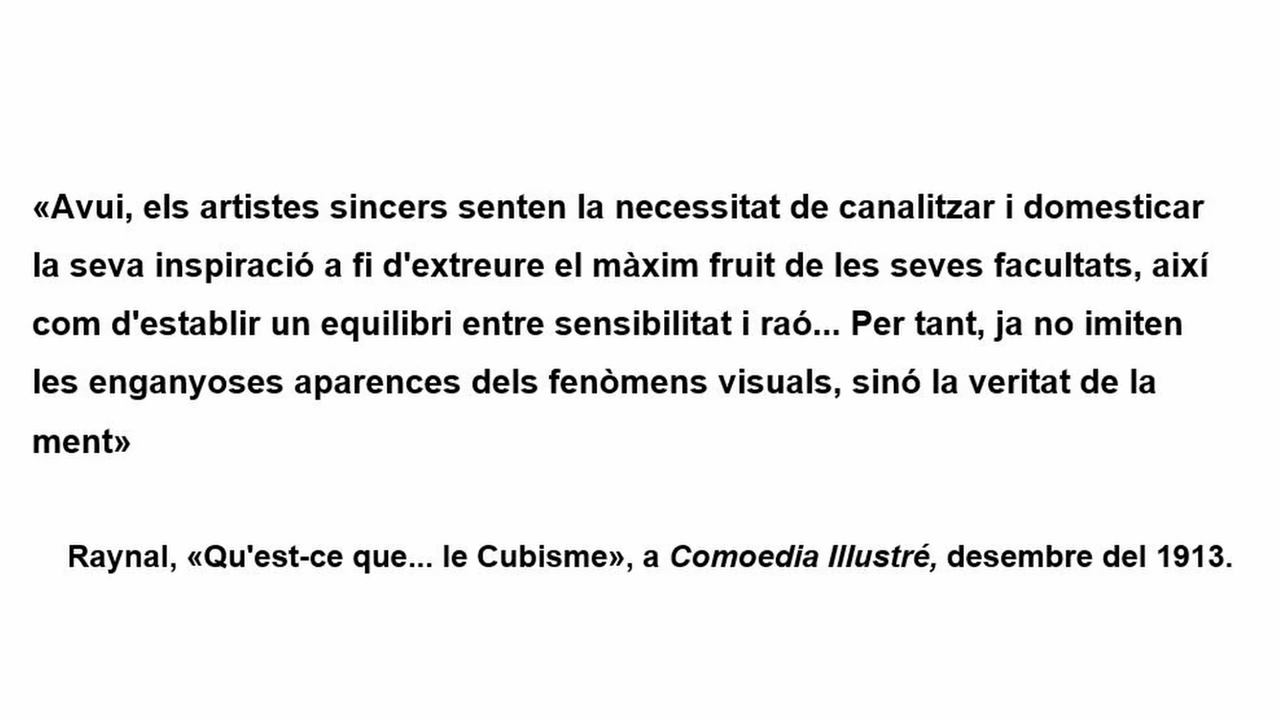 «Avui, els artistes sincers senten la necessitat de canalitzar i domesticar
la seva inspiració a fi d'extreure el màxim fruit de les seves facultats, així
com d'establir un equilibri entre sensibilitat i raó... Per tant, ja no imiten
les enganyoses aparences dels fenòmens visuals, sinó la veritat de la
ment»
Raynal, «Qu'est-ce que... le Cubisme», a Comoedia Illustré, desembre del 1913.